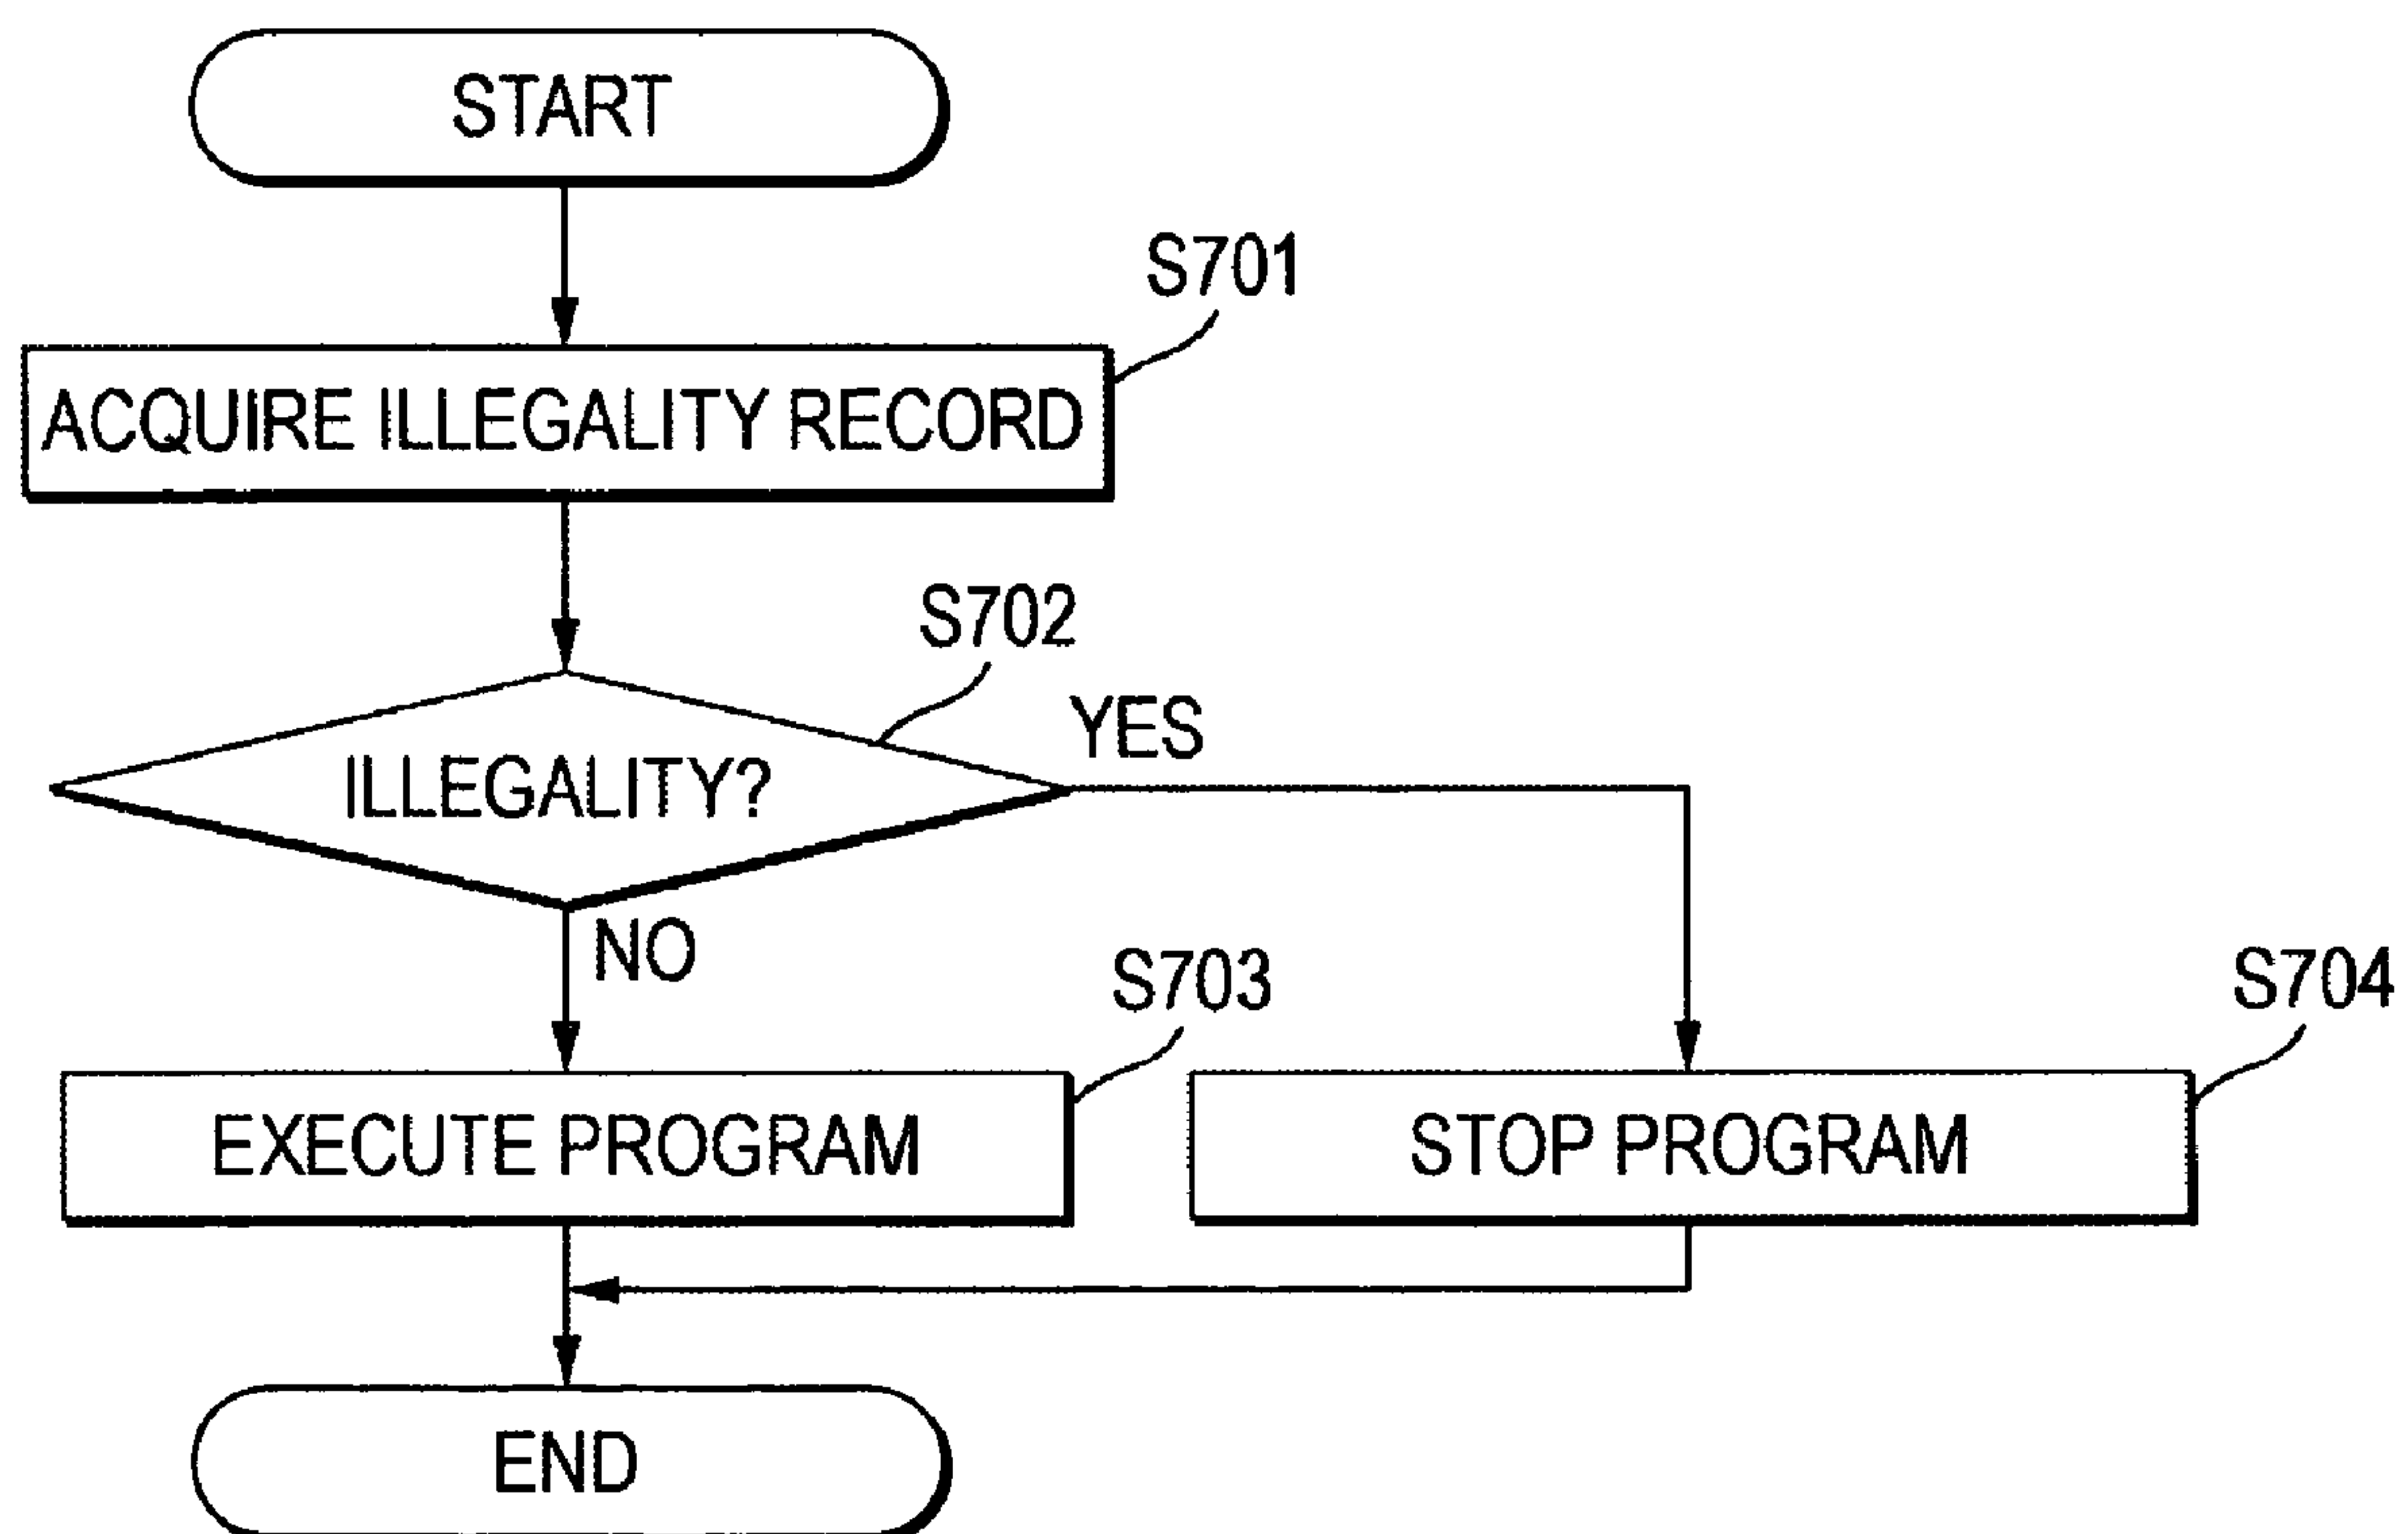 START
S701
ACQUIRE ILLEGALITY RECORD
S702
YES
ILLEGALITY?
NO
S703
S704
EXECUTE PROGRAM
STOP PROGRAM
END